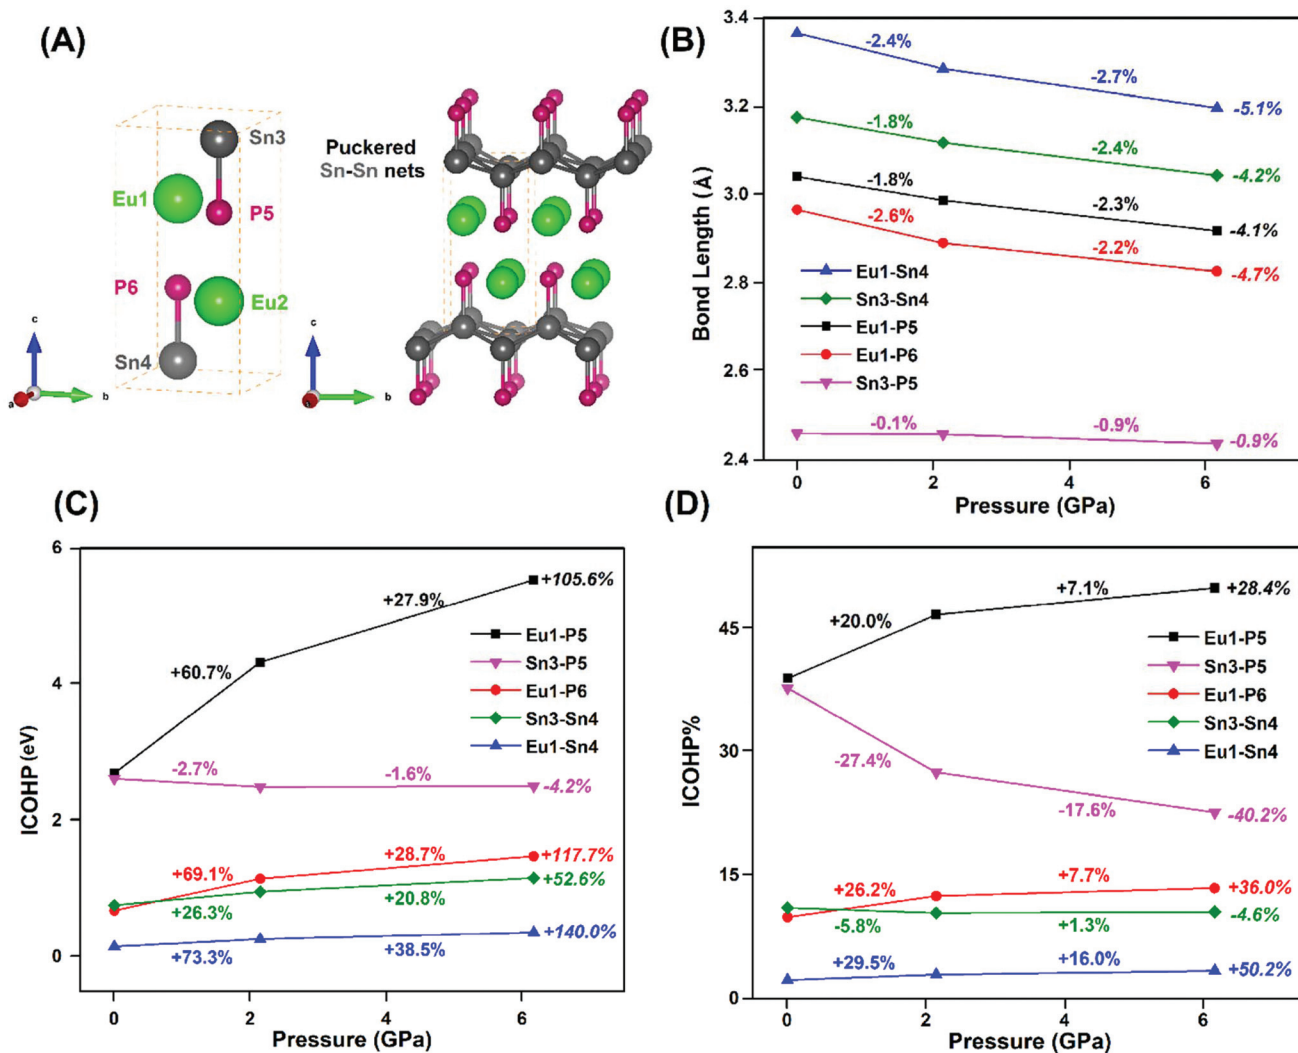 (A)
Sn3
Eu1
P5
P6
Eu2
Sn4
c
a
b
Puckered
Sn-Sn nets
c
b
(B)
Bond Length (Å)
3.4
3.2
3.0
2.8
2.6
2.4
-2.4%
-2.7%
-5.1%
-1.8%
-2.4%
-4.2%
-1.8%
-2.3%
-4.1%
-2.6%
-2.2%
-4.7%
Eu1-Sn4
Sn3-Sn4
Eu1-P5
Eu1-P6
Sn3-P5
-0.1%
-0.9%
-0.9%
0
2
4
6
Pressure (GPa)
(C)
ICOHP (eV)
6
4
2
0
+60.7%
+27.9%
+105.6%
Eu1-P5
Sn3-P5
Eu1-P6
Sn3-Sn4
Eu1-Sn4
-2.7%
-1.6%
-4.2%
+69.1%
+28.7%
+117.7%
+26.3%
+20.8%
+52.6%
+73.3%
+38.5%
+140.0%
0
2
4
6
Pressure (GPa)
(D)
ICOHP%
45
30
15
0
+20.0%
+7.1%
+28.4%
Eu1-P5
Sn3-P5
Eu1-P6
Sn3-Sn4
Eu1-Sn4
-27.4%
-17.6%
-40.2%
+26.2%
+7.7%
+36.0%
-5.8%
+1.3%
-4.6%
+29.5%
+16.0%
+50.2%
0
2
4
6
Pressure (GPa)